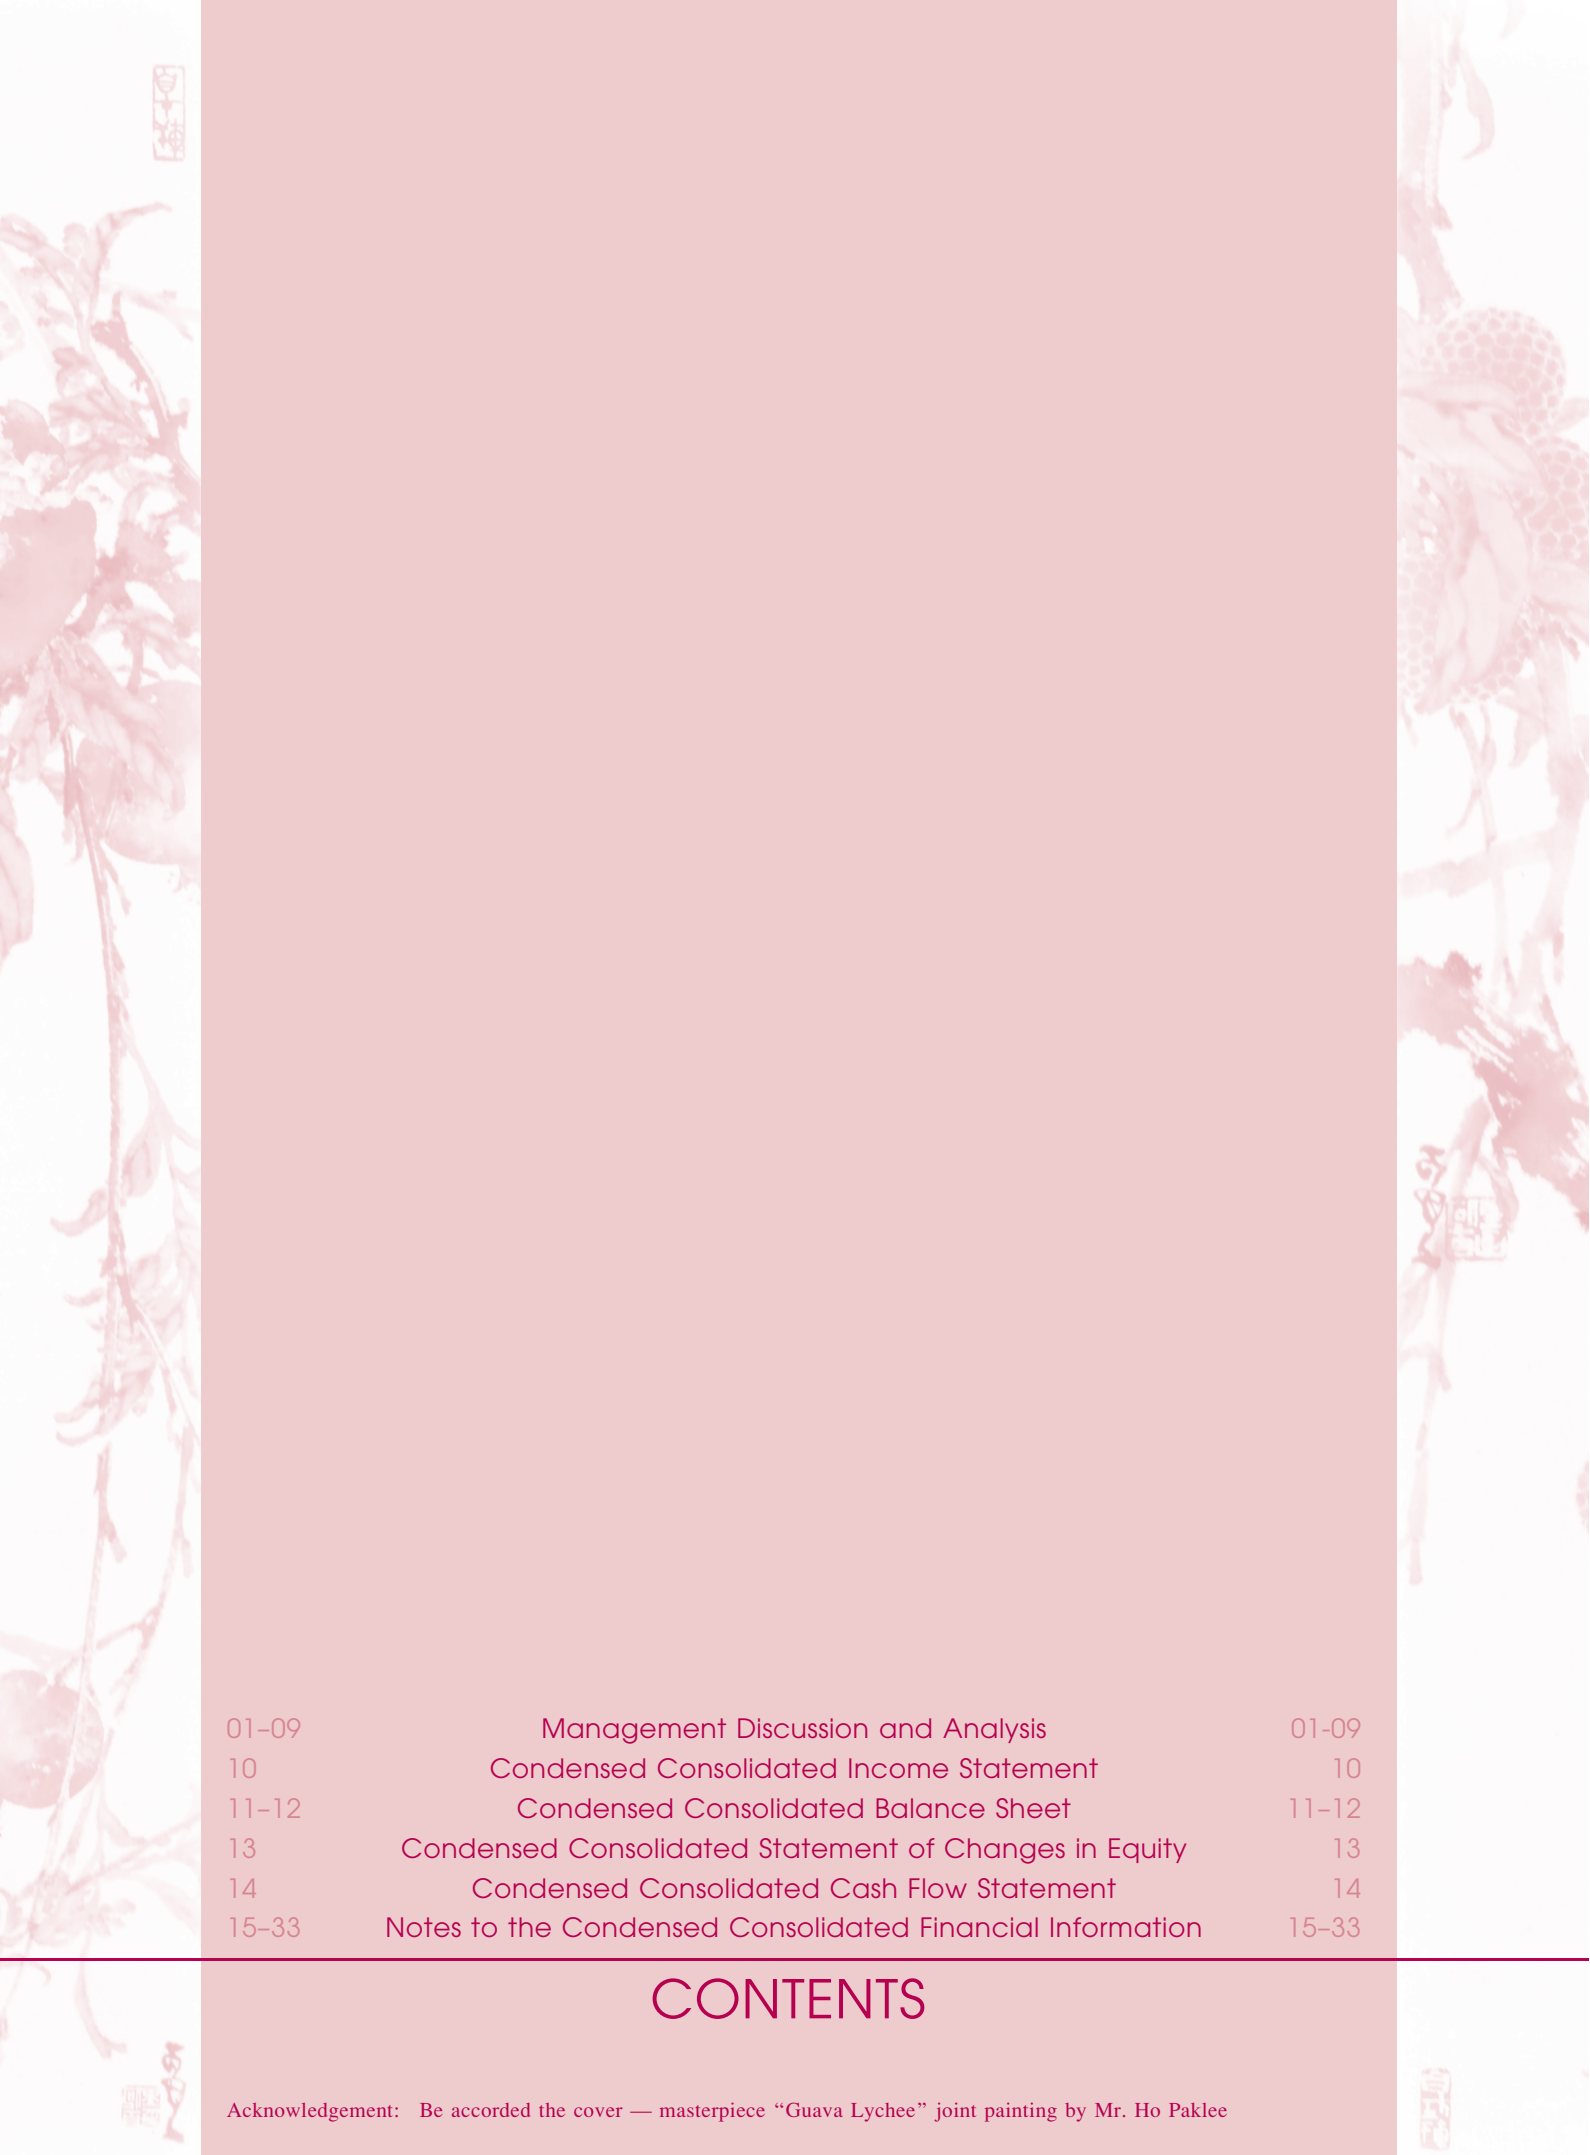 01–09 Management Discussion and Analysis 01-09
10 Condensed Consolidated Income Statement 10
11–12 Condensed Consolidated Balance Sheet 11–12
13 Condensed Consolidated Statement of Changes in Equity 13
14 Condensed Consolidated Cash Flow Statement 14
15–33 Notes to the Condensed Consolidated Financial Information 15–33
CONTENTS
Acknowledgement: Be accorded the cover — masterpiece “Guava Lychee” joint painting by Mr. Ho Paklee